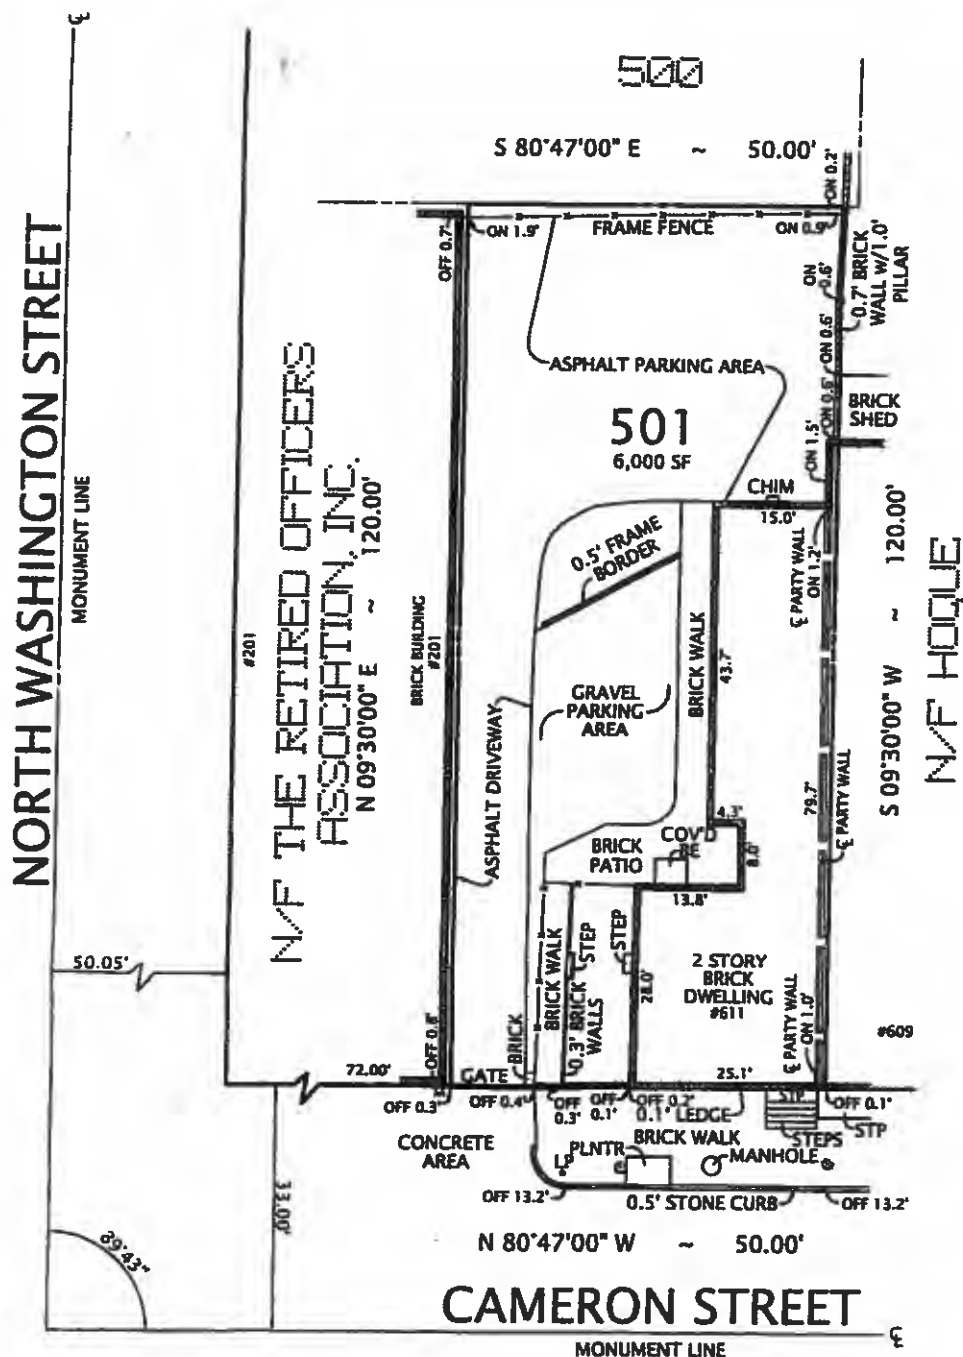 ℄
500
S 80°47'00" E ~ 50.00'
ON 0.2'
NORTH WASHINGTON STREET
MONUMENT LINE
OFF 0.7'
ON 1.9'
FRAME FENCE
ON 0.9'
ON 0.6'
0.7' BRICK
WALL W/1.0'
PILLAR
ON 0.6'
ASPHALT PARKING AREA
501
6,000 SF
ON 0.6'
BRICK
SHED
ON 1.5'
CHIM
15.0'
N/F THE RETIRED OFFICERS
ASSOCIATION, INC.
N 09°30'00" E ~ 120.00'
#201
BRICK BUILDING
#201
0.5' FRAME
BORDER
℄ PARTY WALL
ON 1.2'
S 09°30'00" W ~ 120.00'
N/F HOQUE
BRICK WALK
43.7'
GRAVEL
PARKING
AREA
ASPHALT DRIVEWAY
79.7'
℄ PARTY WALL
4.3'
COV'D
BE
8.0'
BRICK
PATIO
13.8'
50.05'
BRICK WALK
STEP
STEP
28.0'
2 STORY
BRICK
DWELLING
#611
℄ PARTY WALL
ON 1.0'
#609
0.3' BRICK
WALLS
BRICK
OFF 0.8'
72.00'
GATE
25.1'
OFF 0.3'
OFF 0.4'
OFF
0.3'
OFF
0.1'
OFF 0.2'
0.1' LEDGE
STP
OFF 0.1'
STEPS
STP
CONCRETE
AREA
BRICK WALK
PLNTR
LP
MANHOLE
33.00'
OFF 13.2'
0.5' STONE CURB
OFF 13.2'
89°43"
N 80°47'00" W ~ 50.00'
CAMERON STREET
℄
MONUMENT LINE